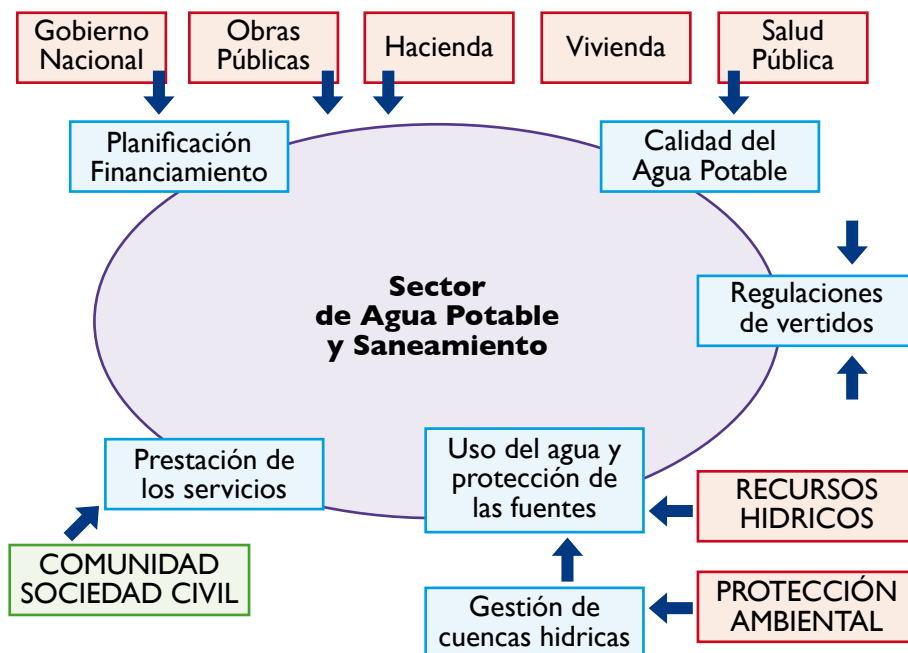 Gobierno
Nacional
Obras
Públicas
Hacienda
Vivienda
Salud
Pública
Planificación
Financiamiento
Calidad del
Agua Potable
Sector
de Agua Potable
y Saneamiento
Regulaciones
de vertidos
Prestación de
los servicios
Uso del agua y
protección de
las fuentes
RECURSOS
HIDRICOS
COMUNIDAD
SOCIEDAD CIVIL
Gestión de
cuencas hidricas
PROTECCIÓN
AMBIENTAL